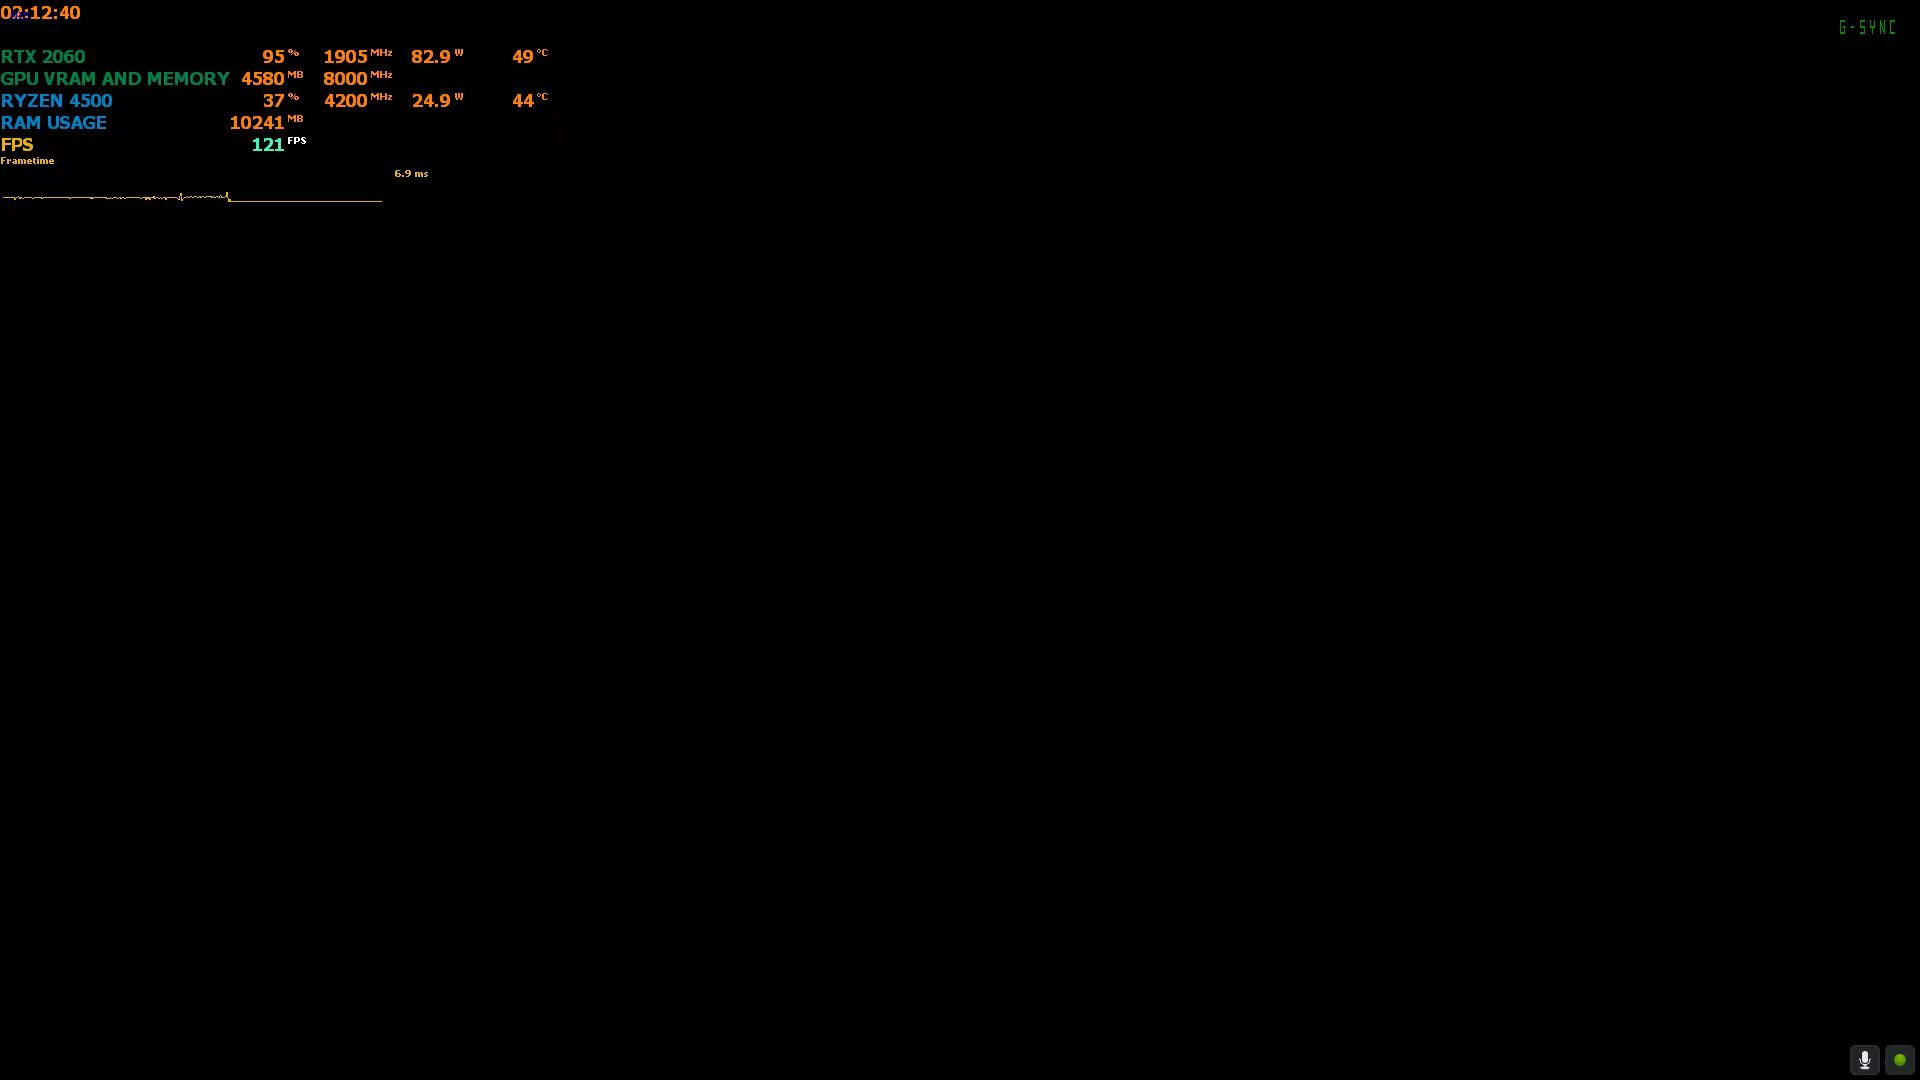 02:12:40
G-SYNC
RTX 2060 95 % 1905 MHz 82.9 W 49 °C
GPU VRAM AND MEMORY 4580 MB 8000 MHz
RYZEN 4500 37 % 4200 MHz 24.9 W 44 °C
RAM USAGE 10241 MB
FPS 121 FPS
Frametime
6.9 ms